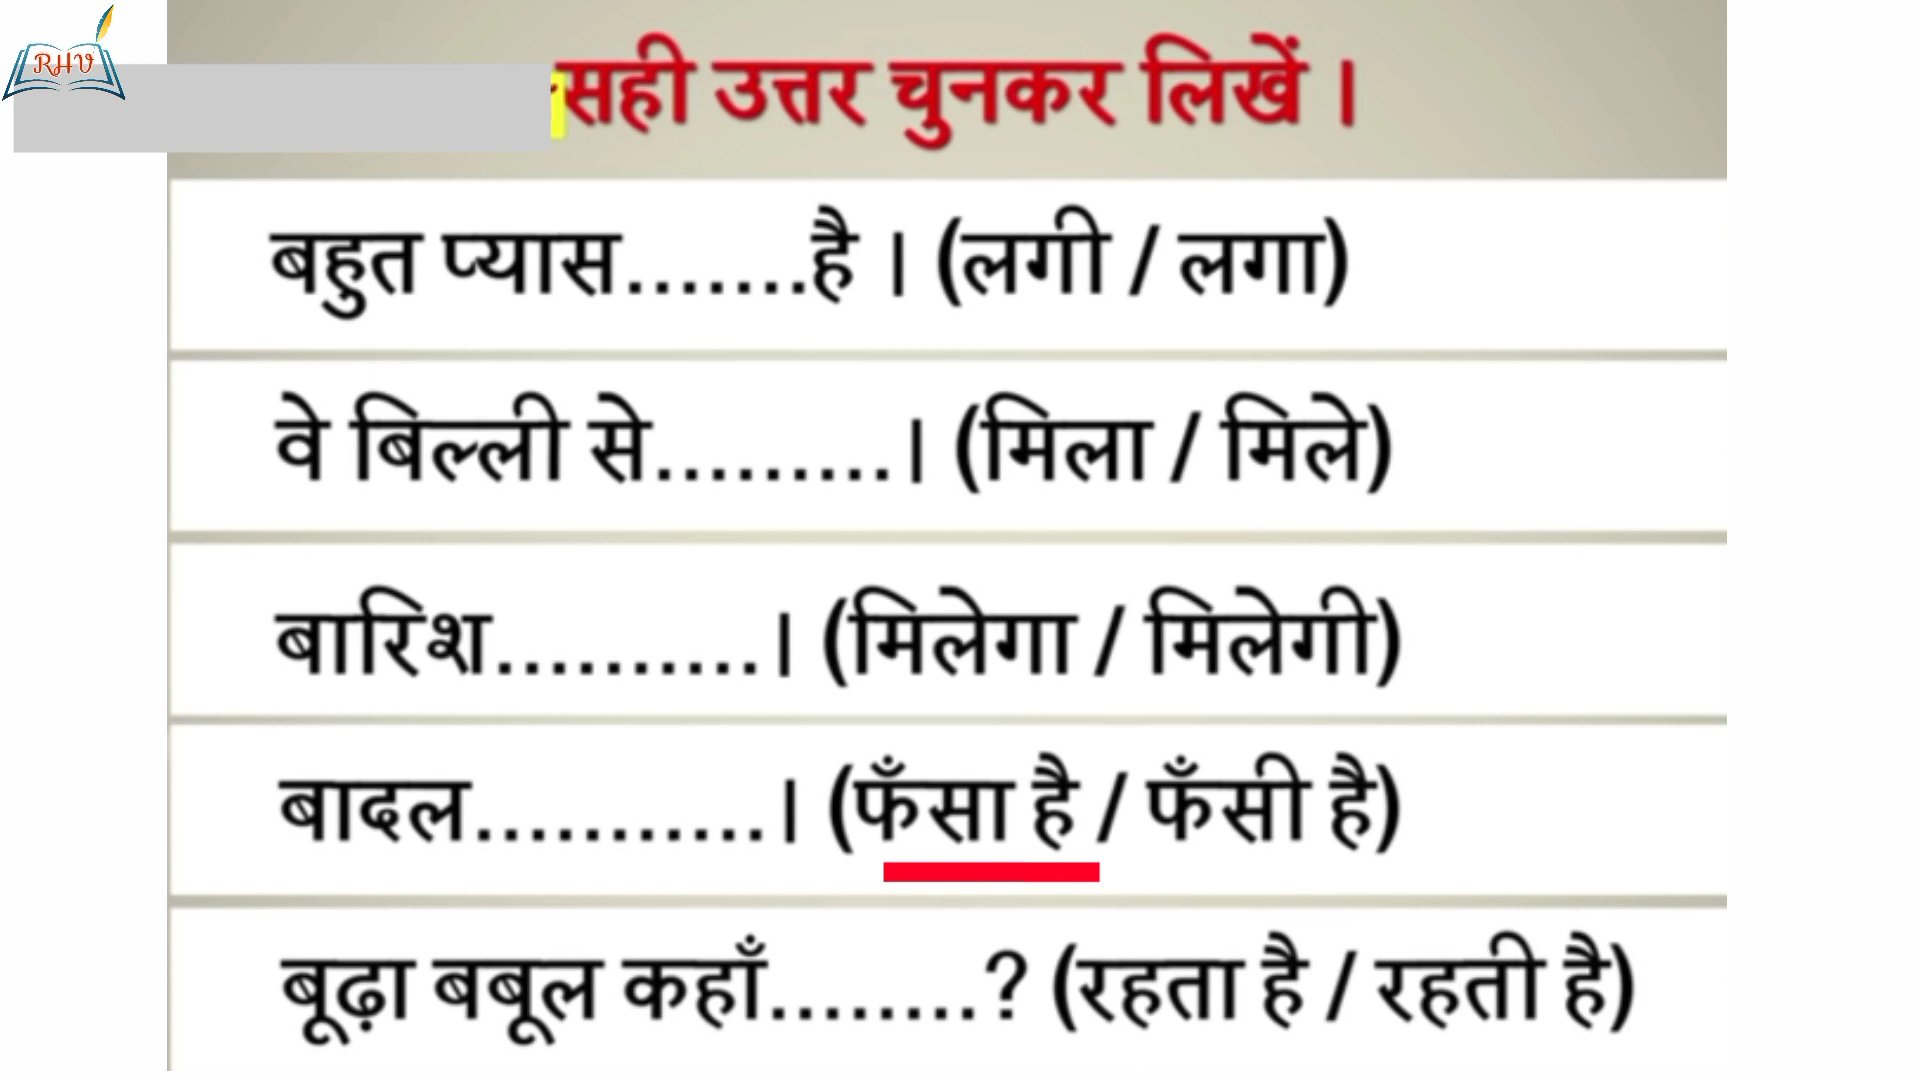 RHV
सही उत्तर चुनकर लिखें ।
बहुत प्यास.......है । (लगी / लगा)
वे बिल्ली से.........। (मिला / मिले)
बारिश..........। (मिलेगा / मिलेगी)
बादल...........। (फँसा है / फँसी है)
बूढ़ा बबूल कहाँ........? (रहता है / रहती है)